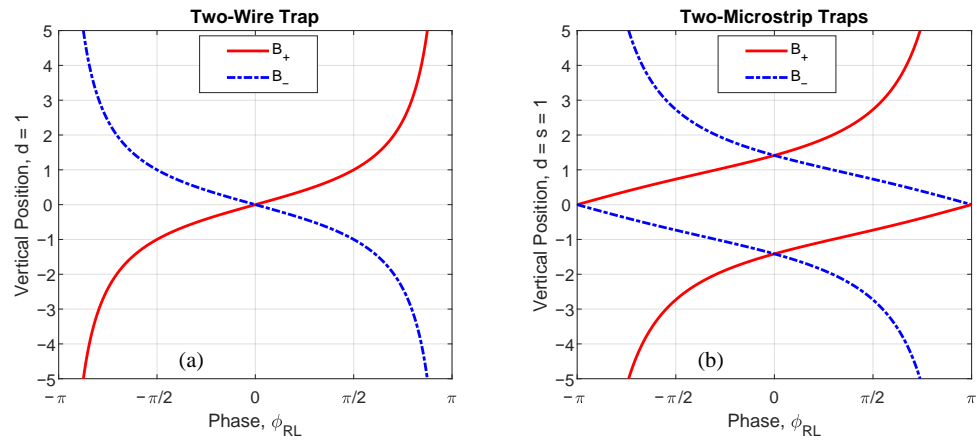 Two-Wire Trap
B₊
B₋
Vertical Position, d = 1
5
4
3
2
1
0
−1
−2
−3
−4
−5
(a)
−π
−π/2
0
π/2
π
Phase, ϕ_RL
Two-Microstrip Traps
B₊
B₋
Vertical Position, d = s = 1
5
4
3
2
1
0
−1
−2
−3
−4
−5
(b)
−π
−π/2
0
π/2
π
Phase, ϕ_RL